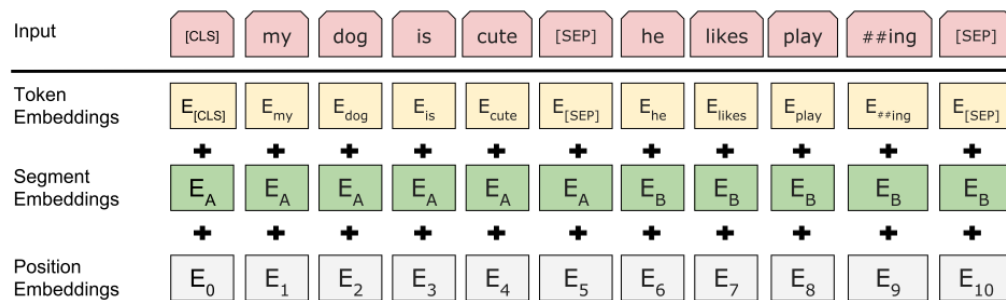 Input [CLS] my dog is cute [SEP] he likes play ##ing [SEP]
Token Embeddings E[CLS] Emy Edog Eis Ecute E[SEP] Ehe Elikes Eplay E##ing E[SEP]
+ + + + + + + + + + +
Segment Embeddings EA EA EA EA EA EA EB EB EB EB EB
+ + + + + + + + + + +
Position Embeddings E0 E1 E2 E3 E4 E5 E6 E7 E8 E9 E10